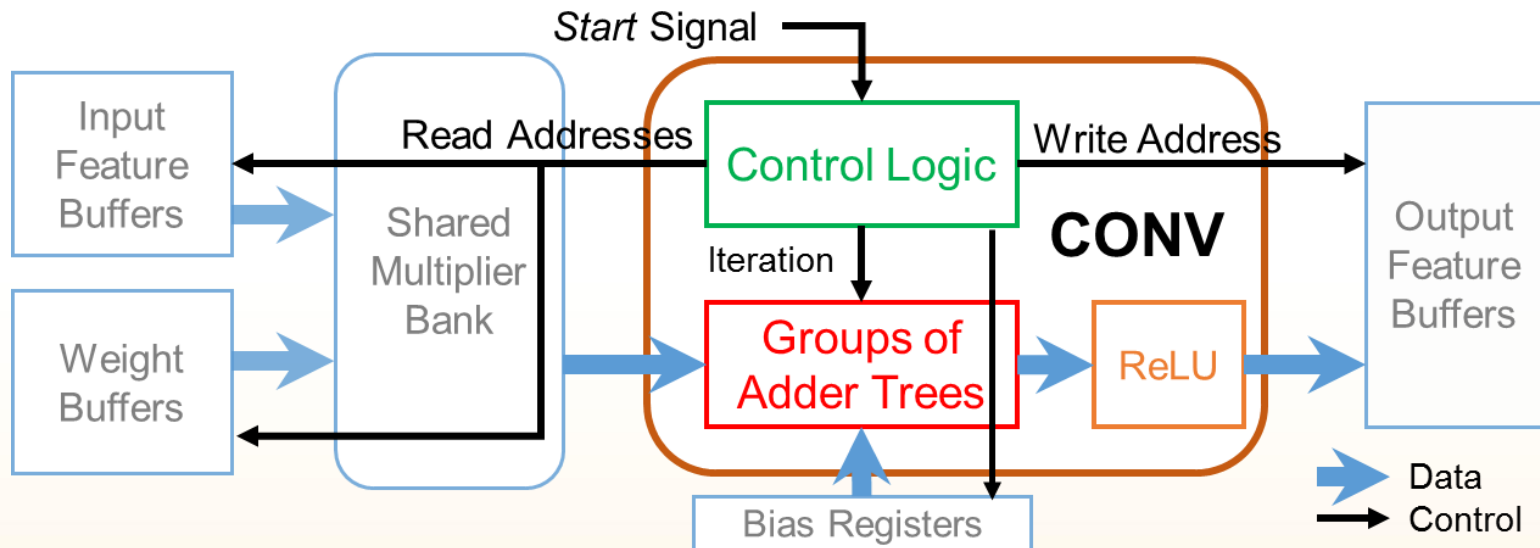 Start Signal
Input
Feature
Buffers
Read Addresses
Control Logic
Write Address
Shared
Multiplier
Bank
CONV
Output
Feature
Buffers
Iteration
Weight
Buffers
Groups of
Adder Trees
ReLU
Bias Registers
Data
Control